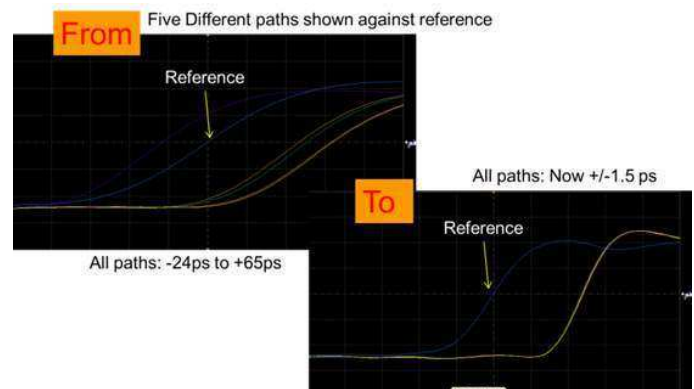 Five Different paths shown against reference
From
Reference
All paths: Now +/-1.5 ps
To
Reference
All paths: -24ps to +65ps